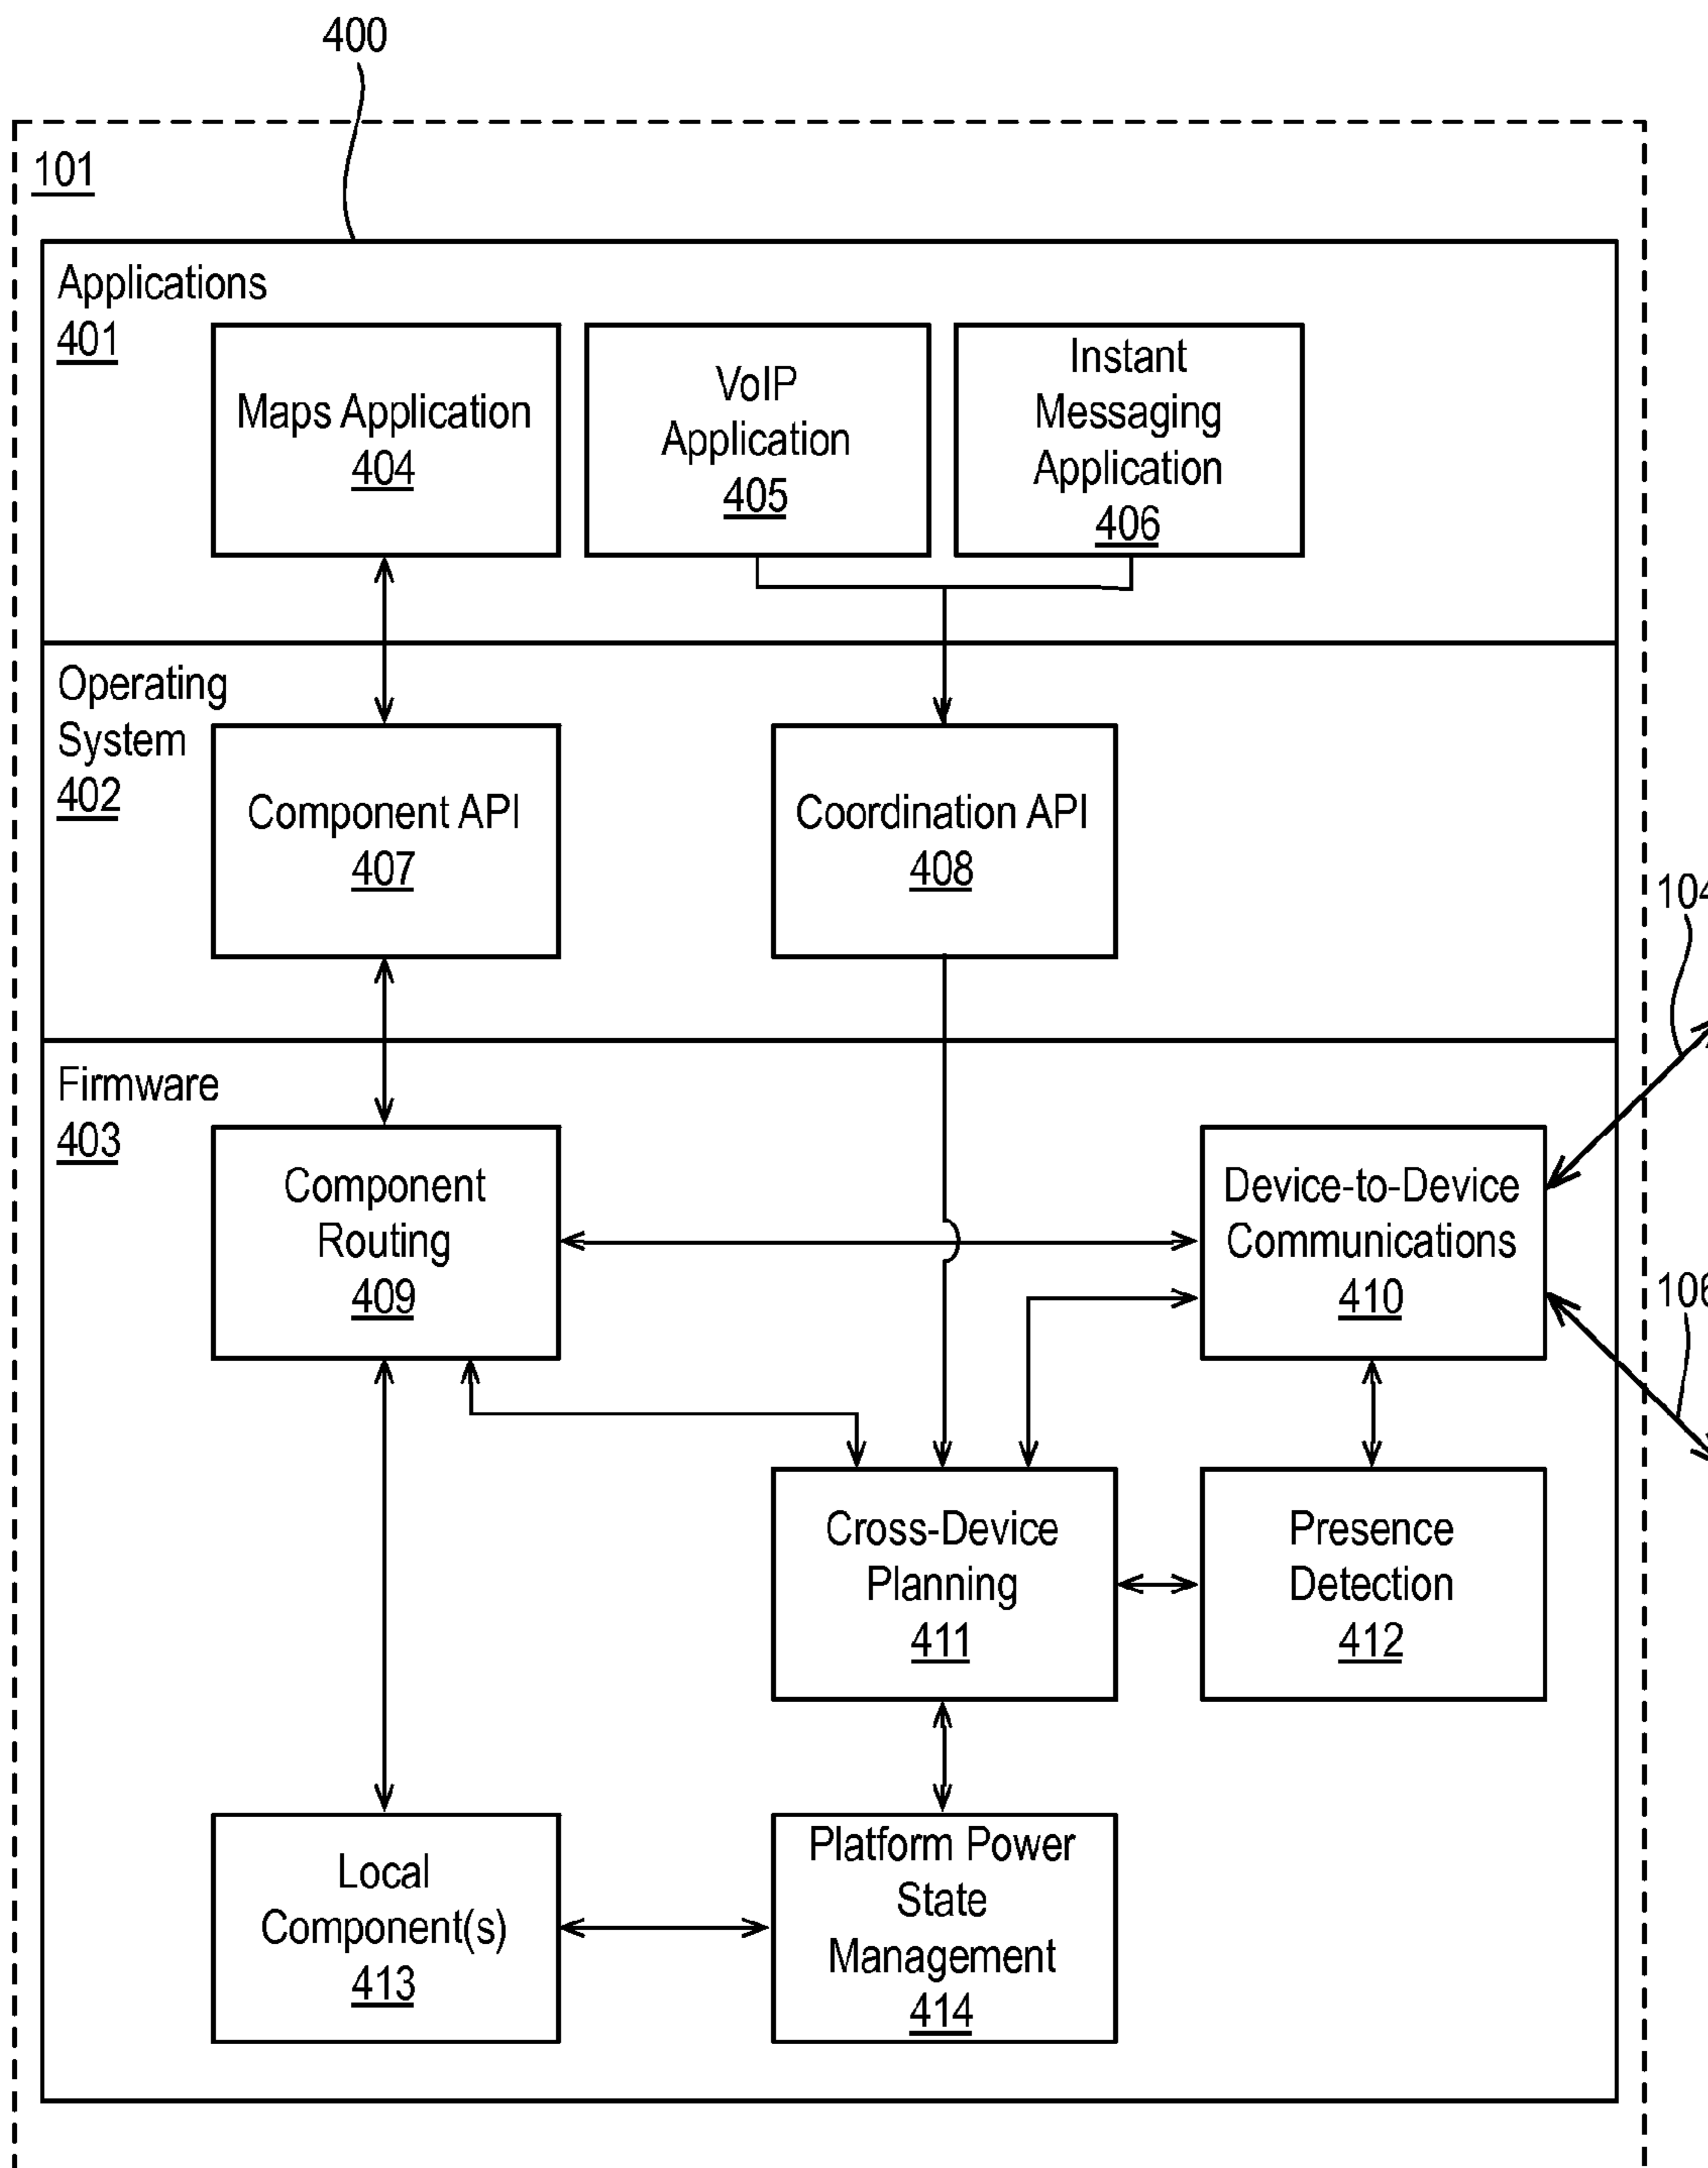 400
101
Applications
401
Maps Application
404
VoIP
Application
405
Instant
Messaging
Application
406
Operating
System
402
Component API
407
Coordination API
408
104
Firmware
403
Component
Routing
409
Device-to-Device
Communications
410
106
Cross-Device
Planning
411
Presence
Detection
412
Local
Component(s)
413
Platform Power
State
Management
414